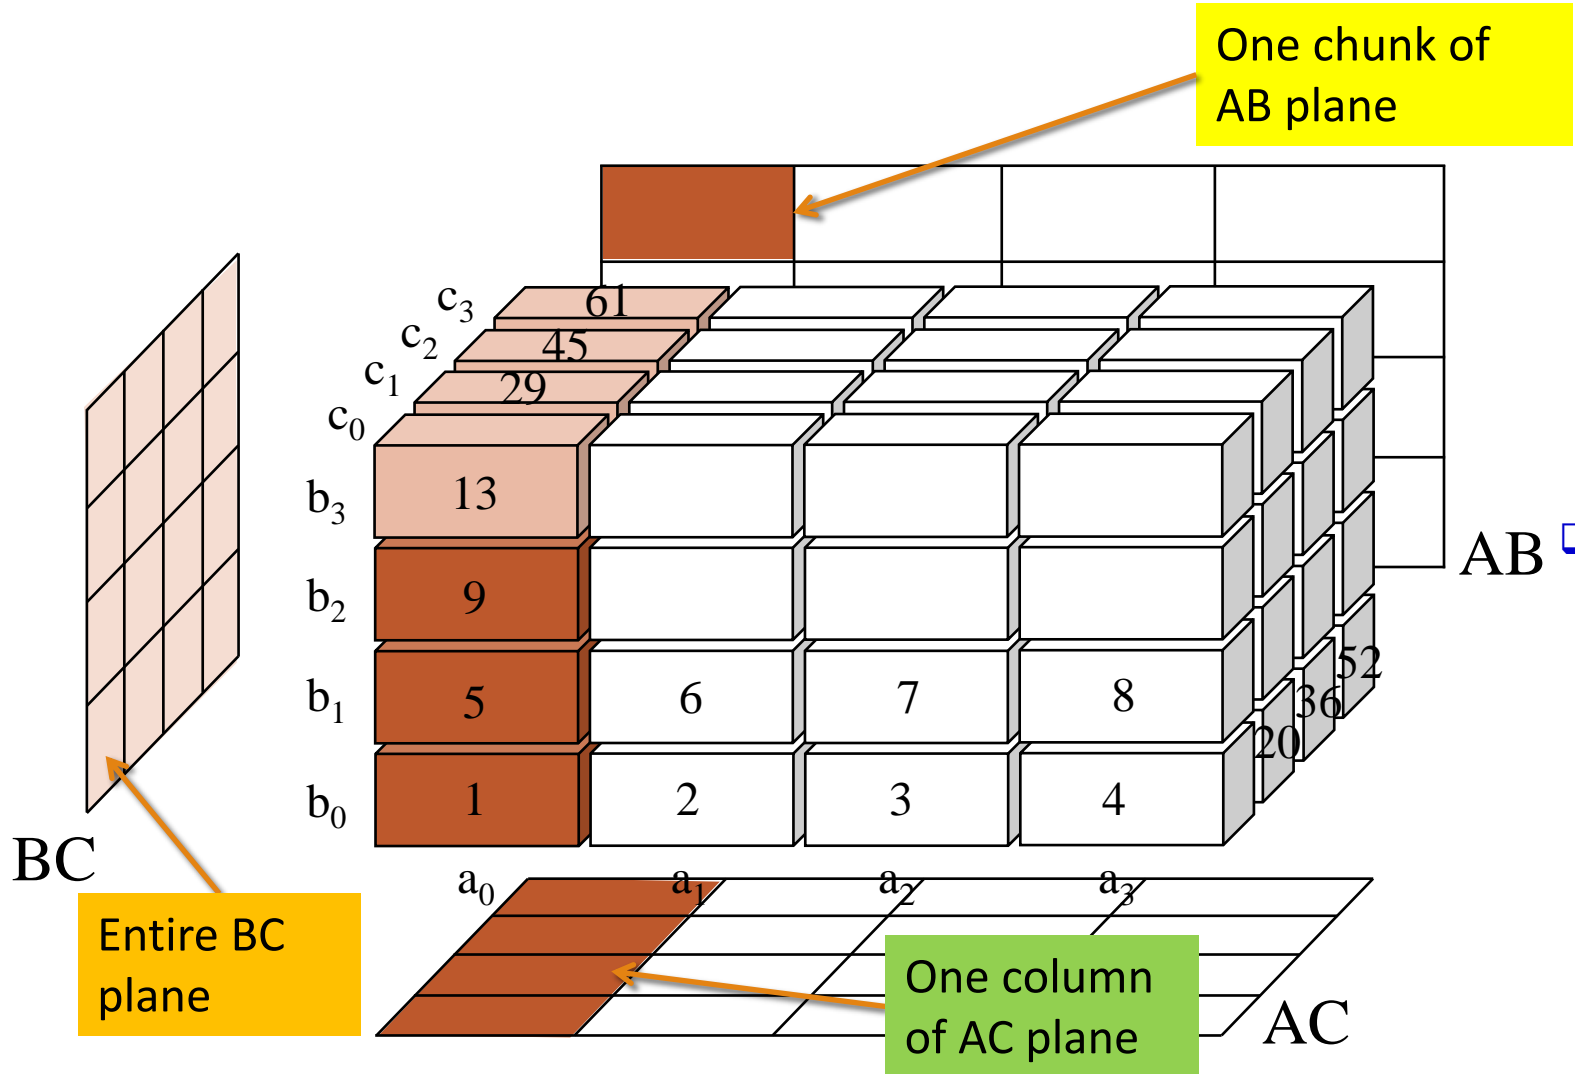 One chunk of
AB plane
c3
61
c2
45
c1
29
c0
b3
13
AB
b2
9
b1
5
6
7
8
52
36
20
b0
1
2
3
4
BC
a0
a1
a2
a3
Entire BC
plane
One column
of AC plane
AC